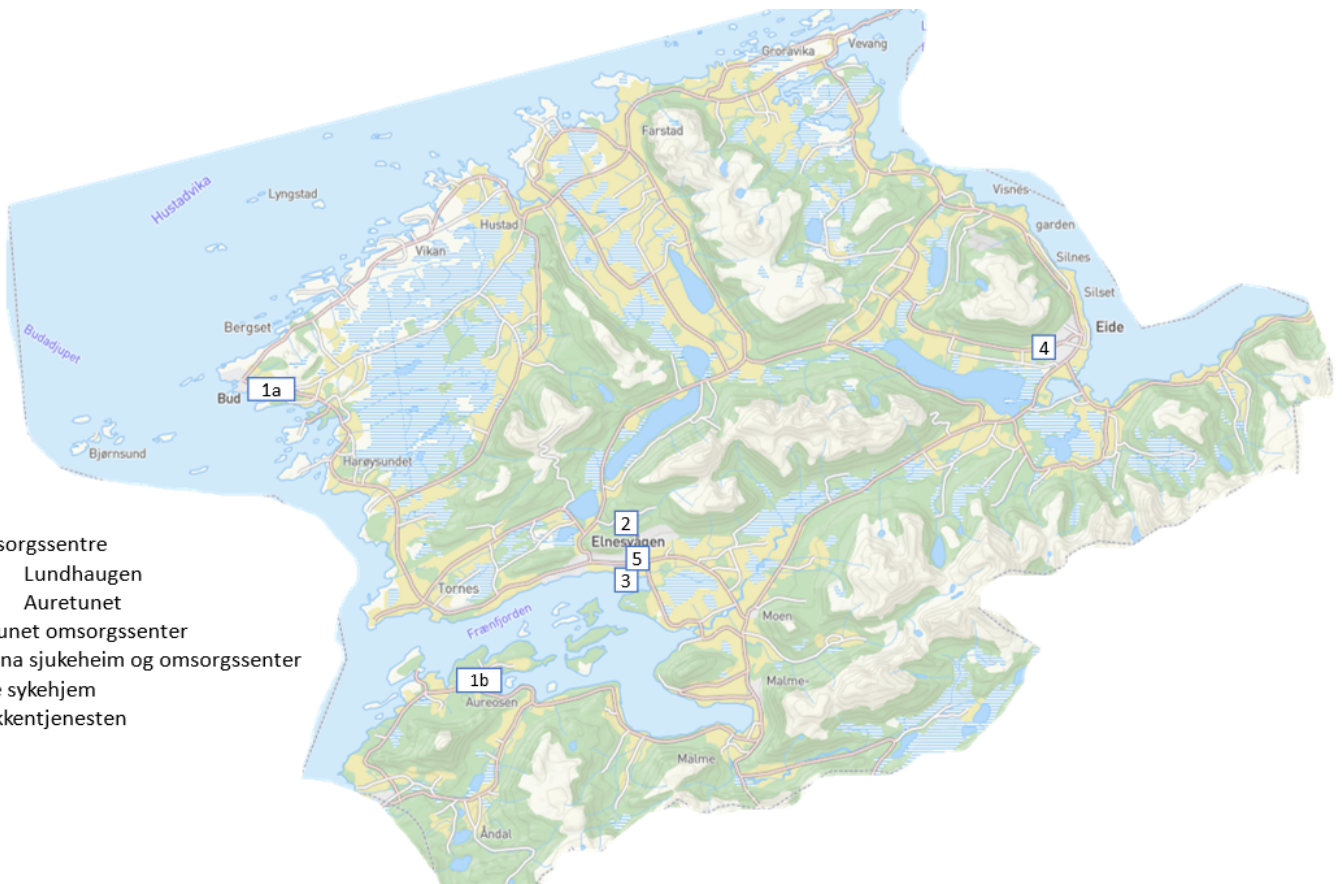 Vevang
Grøravika
Farstad
Hustadvika
Lyngstad
Visnes-
garden
Hustad
Vikan
Silnes
Silset
Bergset
Eide
Budadjupet
4
Bud
1a
Bjørnsund
Harøysundet
2
Elnesvågen
5
3
sorgssentre
Lundhaugen
Auretunet
unet omsorgssenter
na sjukeheim og omsorgssenter
sykehjem
kkentjenesten
Tornes
Frænfjorden
Moen
1b
Malme-
Aureosen
Malme
Åndal